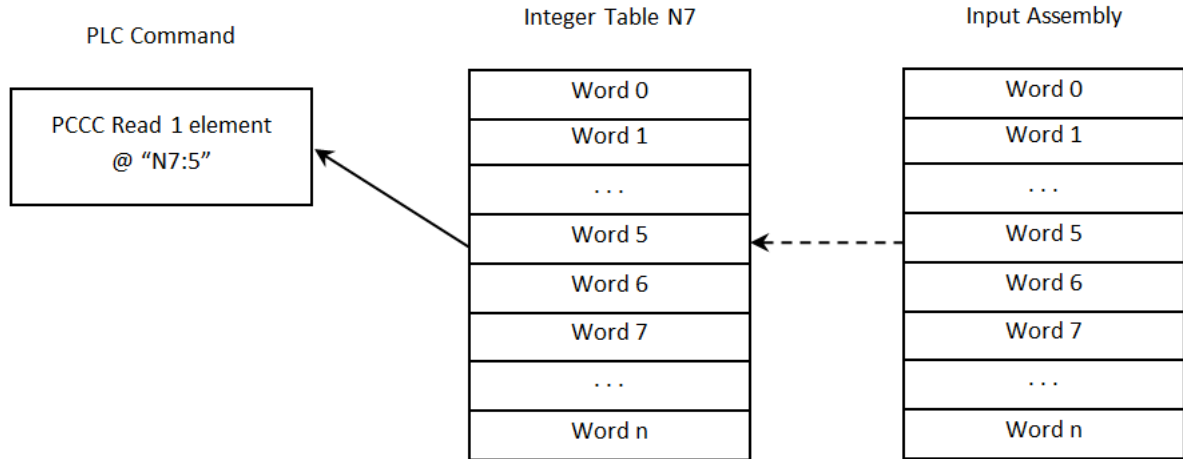 PLC Command
PCCC Read 1 element
@ “N7:5”
Integer Table N7
Word 0
Word 1
. . .
Word 5
Word 6
Word 7
. . .
Word n
Input Assembly
Word 0
Word 1
. . .
Word 5
Word 6
Word 7
. . .
Word n